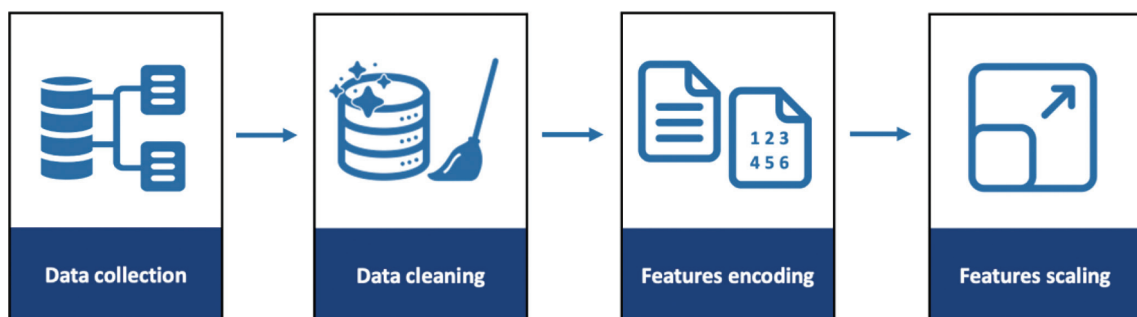 1 2 3
4 5 6
Data collection
Data cleaning
Features encoding
Features scaling